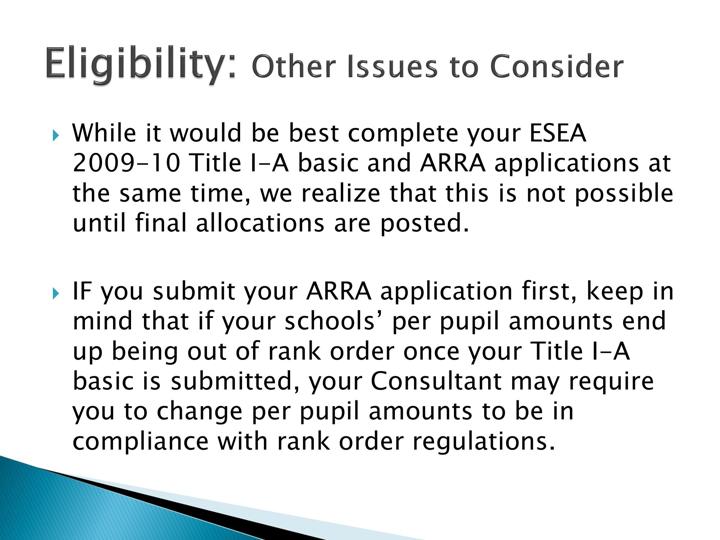 Eligibility: Other Issues to Consider
While it would be best complete your ESEA
2009-10 Title I-A basic and ARRA applications at
the same time, we realize that this is not possible
until final allocations are posted.
IF you submit your ARRA application first, keep in
mind that if your schools’ per pupil amounts end
up being out of rank order once your Title I-A
basic is submitted, your Consultant may require
you to change per pupil amounts to be in
compliance with rank order regulations.